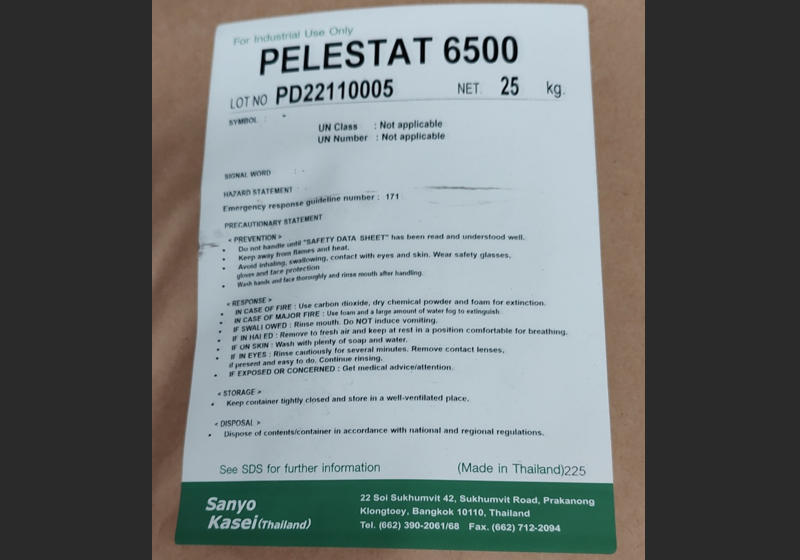 For Industrial Use Only
PELESTAT 6500
LOT NO PD22110005 NET. 25 kg.
SYMBOL : -
UN Class : Not applicable
UN Number : Not applicable
SIGNAL WORD : -
HAZARD STATEMENT
Emergency response guideline number : 171
PRECAUTIONARY STATEMENT
< PREVENTION >
• Do not handle until "SAFETY DATA SHEET" has been read and understood well.
• Keep away from flames and heat.
• Avoid inhaling, swallowing, contact with eyes and skin. Wear safety glasses,
gloves and face protection
• Wash hands and face thoroughly and rinse mouth after handling.
< RESPONSE >
• IN CASE OF FIRE : Use carbon dioxide, dry chemical powder and foam for extinction.
• IN CASE OF MAJOR FIRE : Use foam and a large amount of water fog to extinguish
• IF SWALLOWED : Rinse mouth. Do NOT induce vomiting.
• IF INHALED : Remove to fresh air and keep at rest in a position comfortable for breathing.
• IF ON SKIN : Wash with plenty of soap and water.
• IF IN EYES : Rinse cautiously for several minutes. Remove contact lenses,
if present and easy to do. Continue rinsing.
• IF EXPOSED OR CONCERNED : Get medical advice/attention.
< STORAGE >
• Keep container tightly closed and store in a well-ventilated place.
< DISPOSAL >
• Dispose of contents/container in accordance with national and regional regulations.
See SDS for further information (Made in Thailand)225
Sanyo
Kasei(Thailand)
22 Soi Sukhumvit 42, Sukhumvit Road, Prakanong
Klongtoey, Bangkok 10110, Thailand
Tel. (662) 390-2061/68 Fax. (662) 712-2094